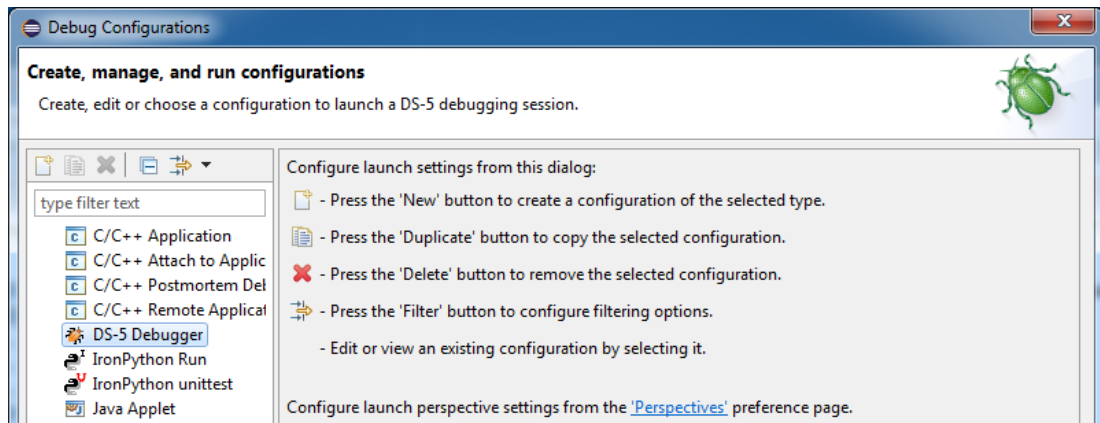 Debug Configurations
Create, manage, and run configurations
Create, edit or choose a configuration to launch a DS-5 debugging session.
type filter text
C/C++ Application
C/C++ Attach to Applic
C/C++ Postmortem Del
C/C++ Remote Applicat
DS-5 Debugger
IronPython Run
IronPython unittest
Java Applet
Configure launch settings from this dialog:
- Press the 'New' button to create a configuration of the selected type.
- Press the 'Duplicate' button to copy the selected configuration.
- Press the 'Delete' button to remove the selected configuration.
- Press the 'Filter' button to configure filtering options.
- Edit or view an existing configuration by selecting it.
Configure launch perspective settings from the 'Perspectives' preference page.